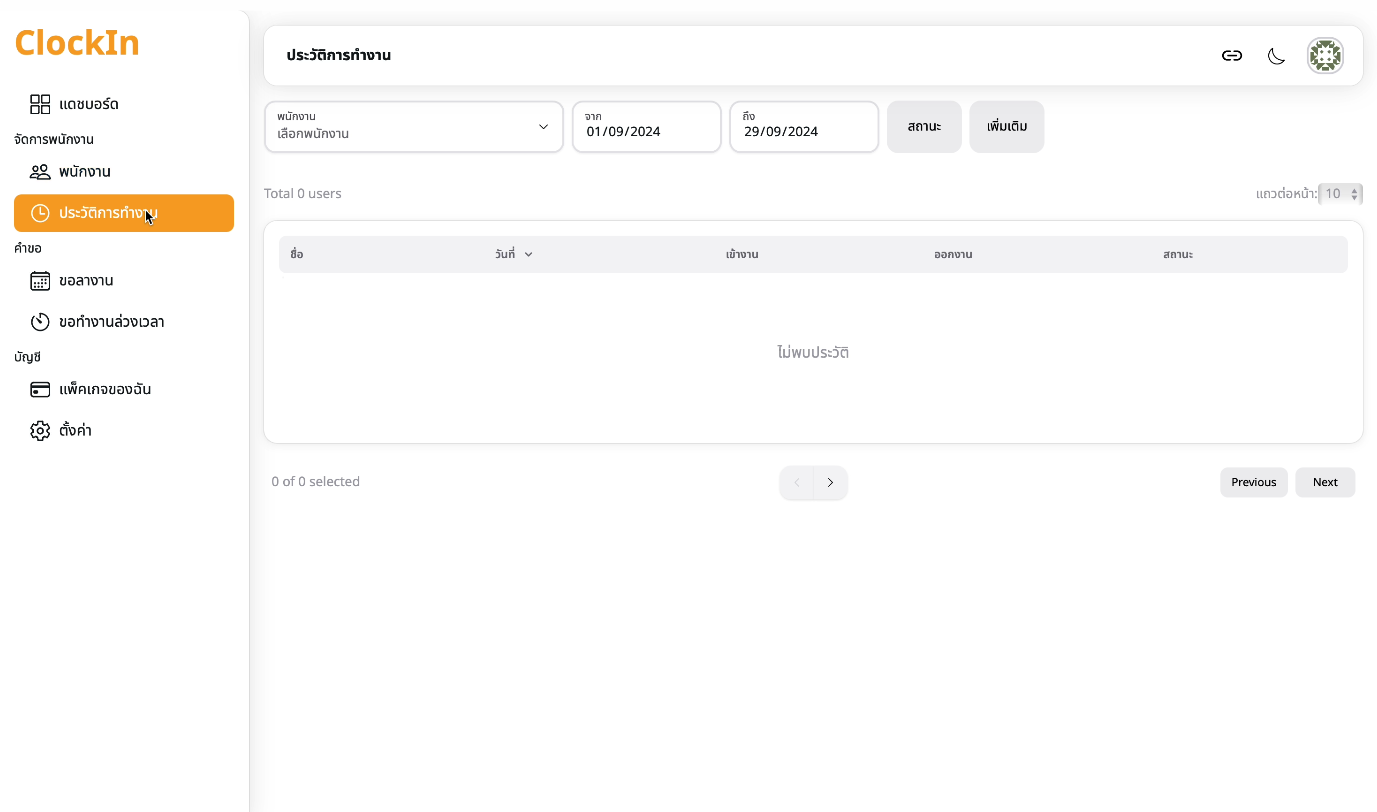 ClockIn
แดชบอร์ด
จัดการพนักงาน
พนักงาน
ประวัติการทำงาน
คำขอ
ขอลางาน
ขอทำงานล่วงเวลา
บัญชี
แพ็คเกจของฉัน
ตั้งค่า
ประวัติการทำงาน
พนักงาน
เลือกพนักงาน
จาก
01/09/2024
ถึง
29/09/2024
สถานะ
เพิ่มเติม
Total 0 users
แถวต่อหน้า: 10
ชื่อ วันที่ เข้างาน ออกงาน สถานะ
ไม่พบประวัติ
0 of 0 selected
Previous Next